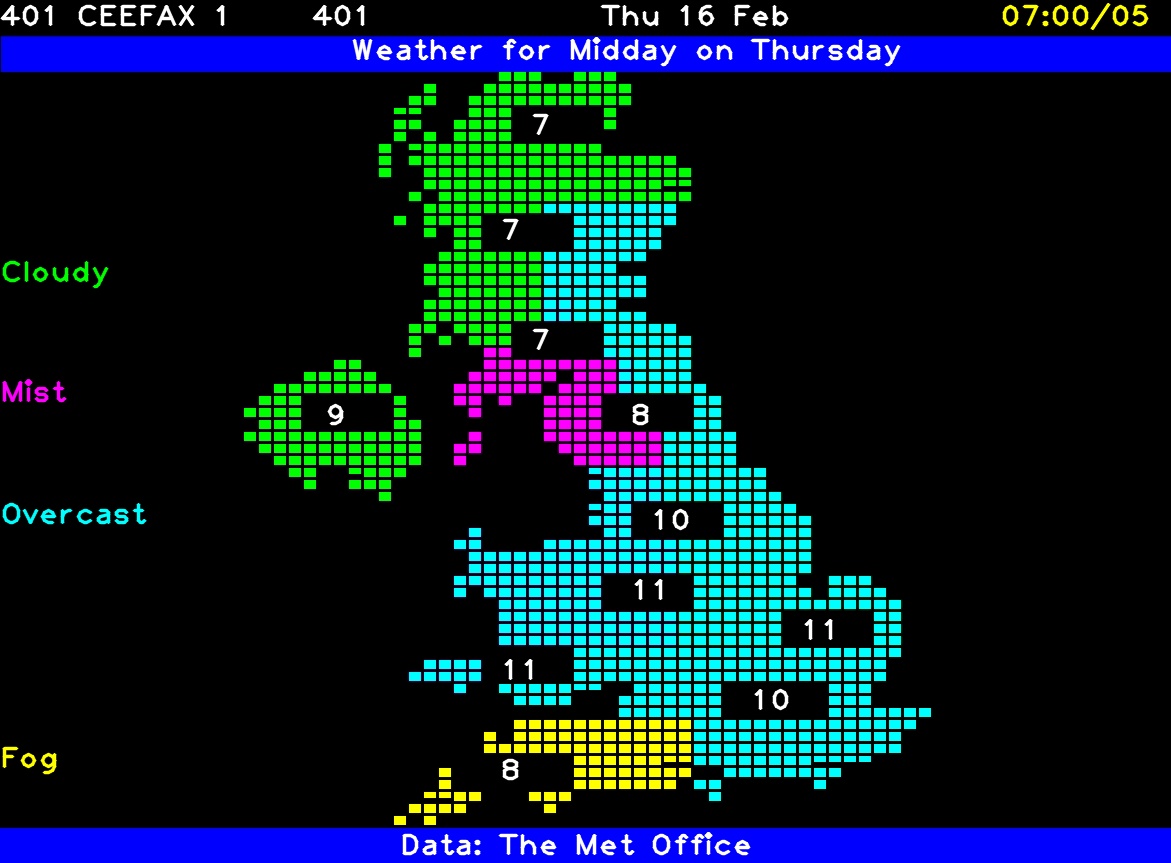 401 CEEFAX 1 401 Thu 16 Feb 07:00/05
Weather for Midday on Thursday
7
7
Cloudy
7
Mist
9 8
Overcast
10
11
11
11
10
Fog
8
Data: The Met Office